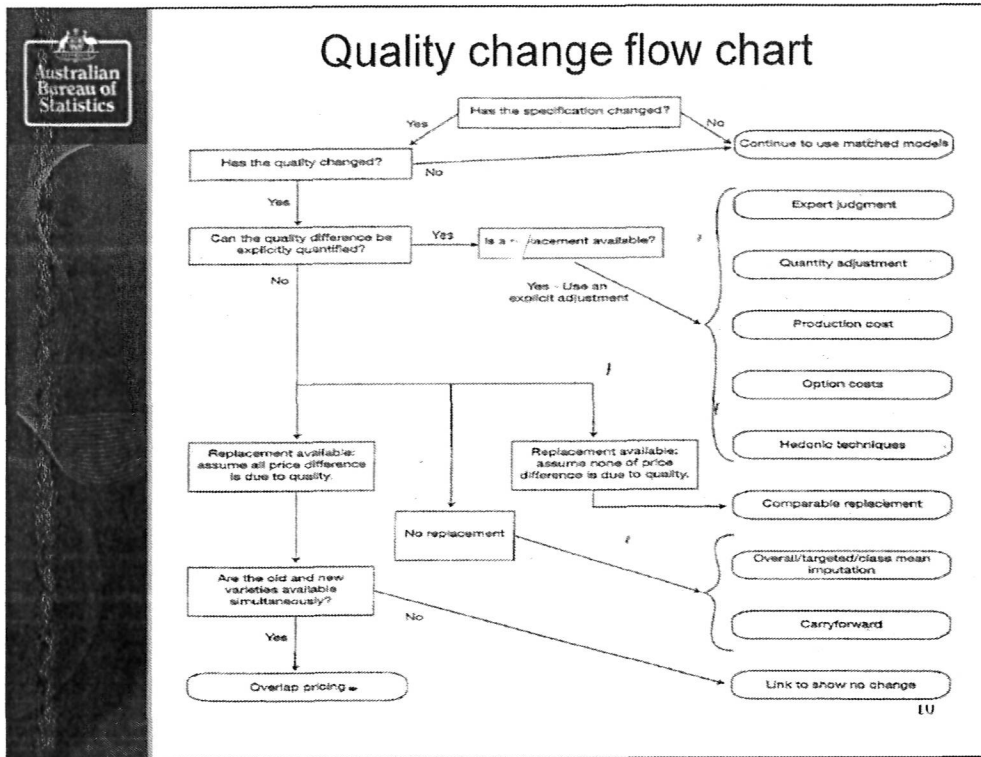 Australian
Bureau of
Statistics
Quality change flow chart
Has the specification changed?
Yes
No
Has the quality changed?
No
Continue to use matched models
Yes
Can the quality difference be
explicitly quantified?
Yes
Is a placement available?
Yes - Use an
explicit adjustment
No
Expert judgment
Quantity adjustment
Production cost
Option costs
Hedonic techniques
Replacement available:
assume all price difference
is due to quality.
Replacement available:
assume none of price
difference is due to quality.
Comparable replacement
No replacement
Overall/targeted/class mean
imputation
Carryforward
Are the old and new
varieties available
simultaneously?
Yes
No
Overlap pricing
Link to show no change
10